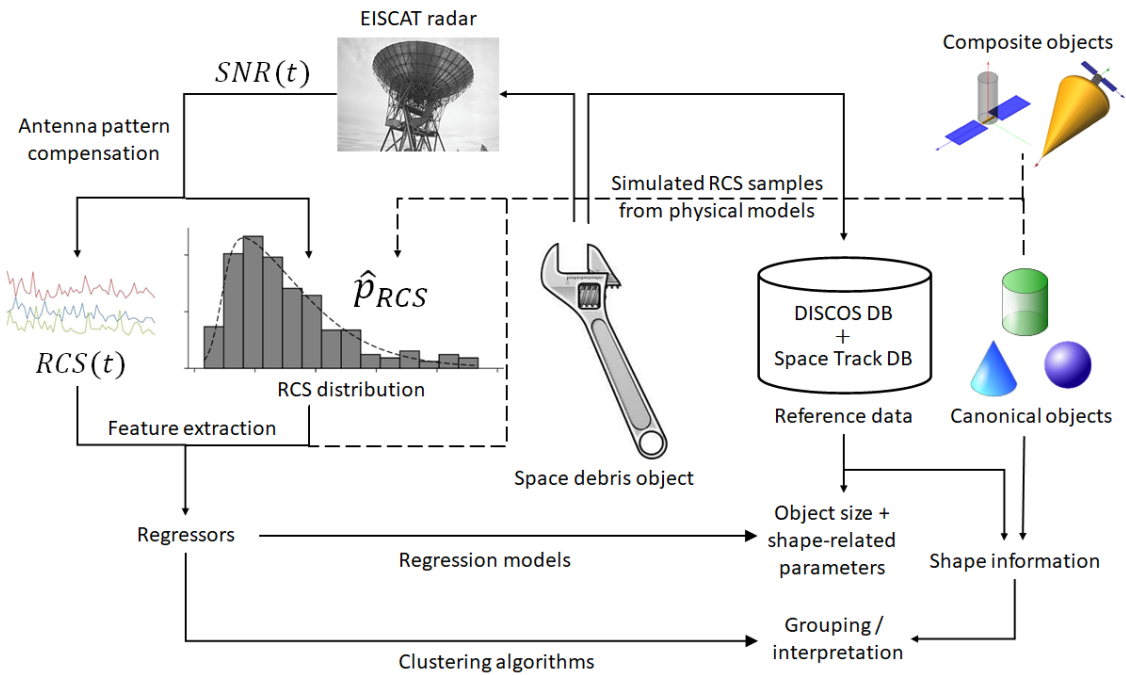 EISCAT radar
SNR(t)
Composite objects
Antenna pattern
compensation
Simulated RCS samples
from physical models
p̂_RCS
DISCOS DB
+
Space Track DB
RCS(t)
RCS distribution
Reference data
Canonical objects
Feature extraction
Space debris object
Regressors
Regression models
Object size +
shape-related
parameters
Shape information
Grouping /
interpretation
Clustering algorithms